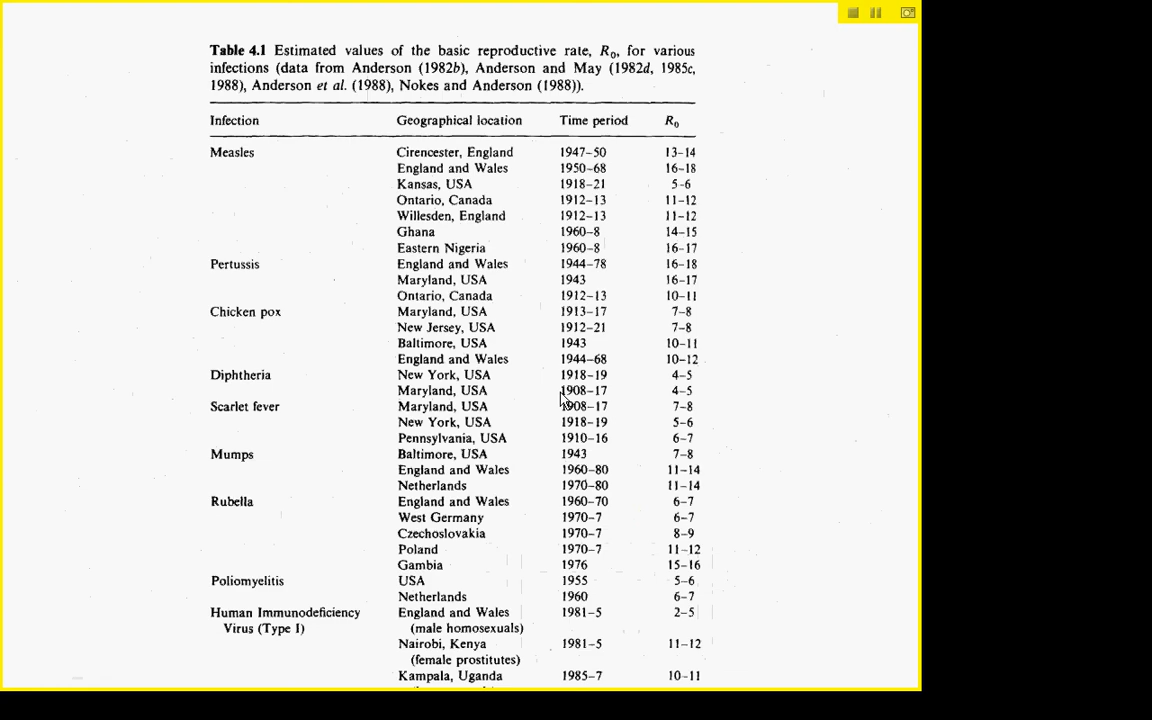 Table 4.1 Estimated values of the basic reproductive rate, R0, for various
infections (data from Anderson (1982b), Anderson and May (1982d, 1985c,
1988), Anderson et al. (1988), Nokes and Anderson (1988)).
Infection Geographical location Time period R0
Measles Cirencester, England 1947–50 13–14
England and Wales 1950–68 16–18
Kansas, USA 1918–21 5–6
Ontario, Canada 1912–13 11–12
Willesden, England 1912–13 11–12
Ghana 1960–8 14–15
Eastern Nigeria 1960–8 16–17
Pertussis England and Wales 1944–78 16–18
Maryland, USA 1943 16–17
Ontario, Canada 1912–13 10–11
Chicken pox Maryland, USA 1913–17 7–8
New Jersey, USA 1912–21 7–8
Baltimore, USA 1943 10–11
England and Wales 1944–68 10–12
Diphtheria New York, USA 1918–19 4–5
Maryland, USA 1908–17 4–5
Scarlet fever Maryland, USA 1908–17 7–8
New York, USA 1918–19 5–6
Pennsylvania, USA 1910–16 6–7
Mumps Baltimore, USA 1943 7–8
England and Wales 1960–80 11–14
Netherlands 1970–80 11–14
Rubella England and Wales 1960–70 6–7
West Germany 1970–7 6–7
Czechoslovakia 1970–7 8–9
Poland 1970–7 11–12
Gambia 1976 15–16
Poliomyelitis USA 1955 5–6
Netherlands 1960 6–7
Human Immunodeficiency England and Wales 1981–5 2–5
Virus (Type I) (male homosexuals)
Nairobi, Kenya 1981–5 11–12
(female prostitutes)
Kampala, Uganda 1985–7 10–11